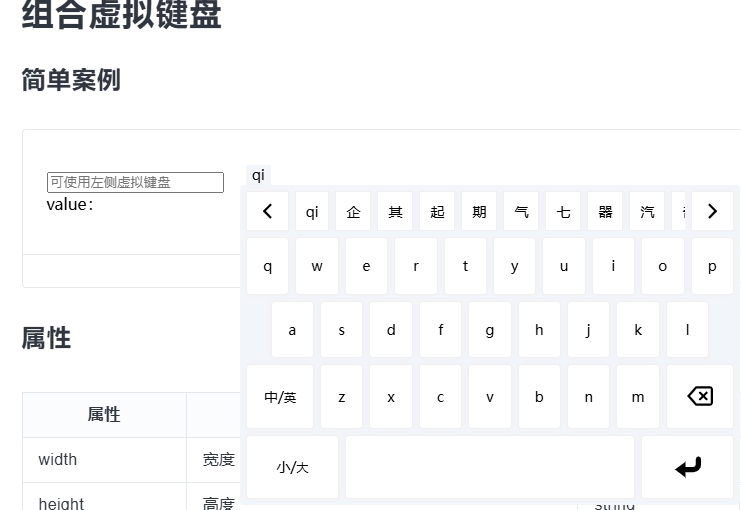 组合虚拟键盘
简单案例
可使用左侧虚拟键盘
value:
qi
qi 企 其 起 期 气 七 器 汽
q w e r t y u i o p
a s d f g h j k l
中/英 z x c v b n m
小/大
属性
属性
width 宽度
height 高度 string